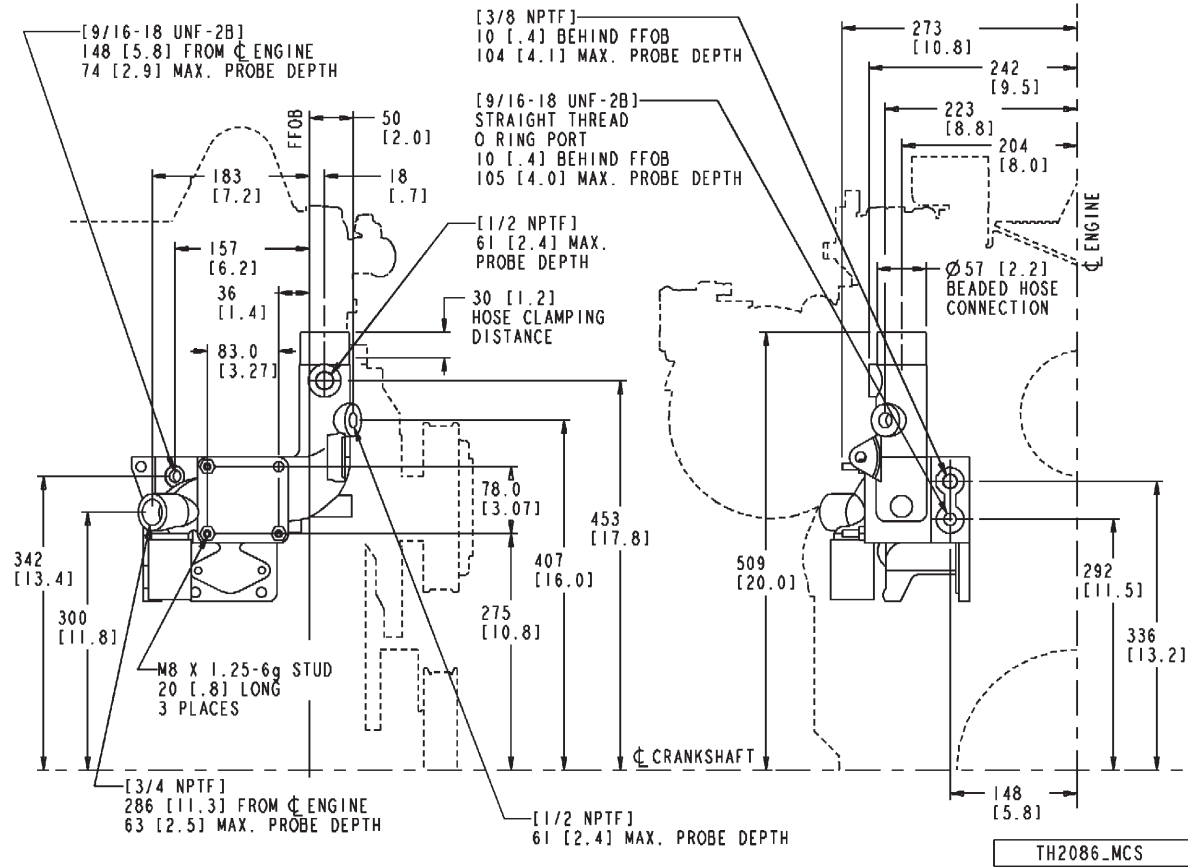 [9/16-18 UNF-2B]
148 [5.8] FROM ℄ ENGINE
74 [2.9] MAX. PROBE DEPTH
[3/8 NPTF]
10 [.4] BEHIND FFOB
104 [4.1] MAX. PROBE DEPTH
[9/16-18 UNF-2B]
STRAIGHT THREAD
O RING PORT
10 [.4] BEHIND FFOB
105 [4.0] MAX. PROBE DEPTH
273
[10.8]
242
[9.5]
223
[8.8]
204
[8.0]
FFOB
50
[2.0]
183
[7.2]
18
[.7]
157
[6.2]
36
[1.4]
83.0
[3.27]
[1/2 NPTF]
61 [2.4] MAX.
PROBE DEPTH
30 [1.2]
HOSE CLAMPING
DISTANCE
℄ ENGINE
Ø57 [2.2]
BEADED HOSE
CONNECTION
342
[13.4]
300
[11.8]
78.0
[3.07]
275
[10.8]
407
[16.0]
453
[17.8]
509
[20.0]
292
[11.5]
336
[13.2]
M8 X 1.25-6g STUD
20 [.8] LONG
3 PLACES
℄ CRANKSHAFT
[3/4 NPTF]
286 [11.3] FROM ℄ ENGINE
63 [2.5] MAX. PROBE DEPTH
[1/2 NPTF]
61 [2.4] MAX. PROBE DEPTH
148
[5.8]
TH2086_MCS